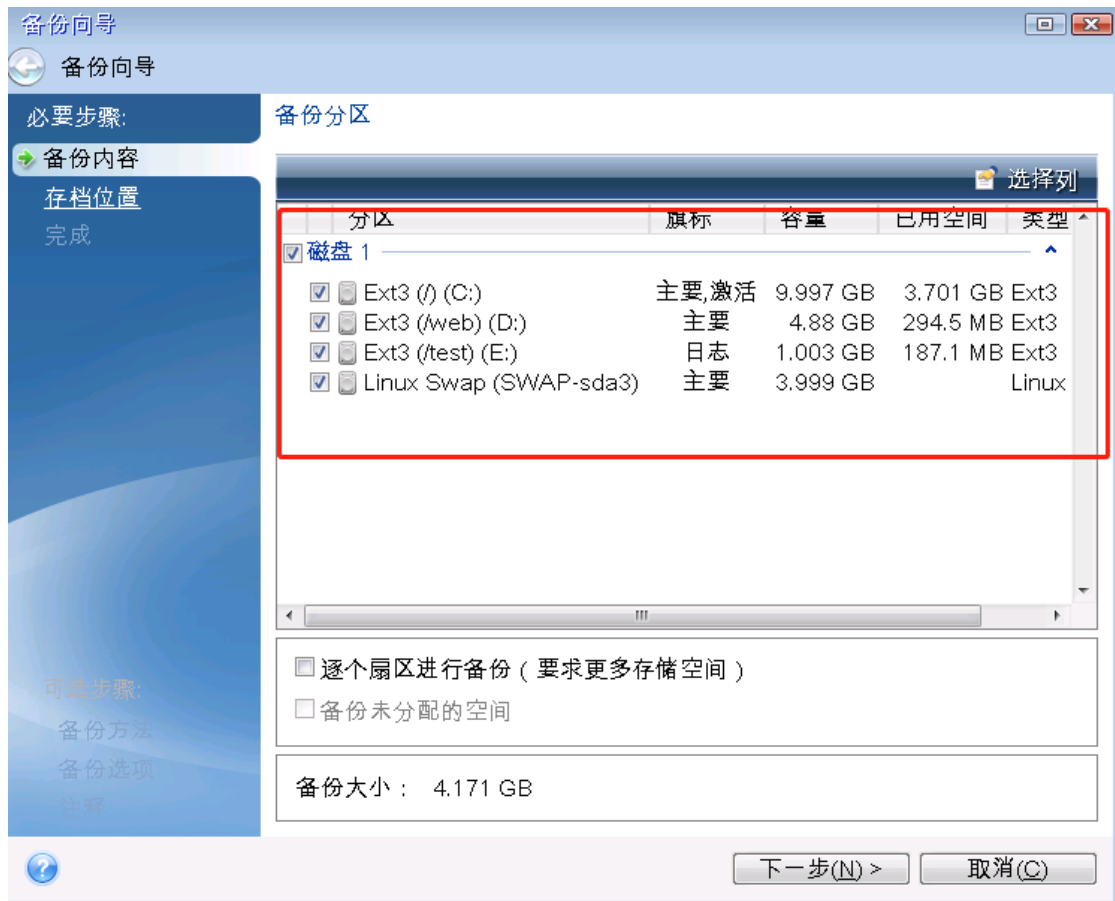 备份向导
备份向导
必要步骤:
备份内容
存档位置
完成
可选步骤:
备份方法
备份选项
注释
备份分区
选择列
分区 旗标 容量 已用空间 类型
磁盘 1
Ext3 (/) (C:) 主要,激活 9.997 GB 3.701 GB Ext3
Ext3 (/web) (D:) 主要 4.88 GB 294.5 MB Ext3
Ext3 (/test) (E:) 日志 1.003 GB 187.1 MB Ext3
Linux Swap (SWAP-sda3) 主要 3.999 GB Linux
逐个扇区进行备份 ( 要求更多存储空间 )
备份未分配的空间
备份大小 : 4.171 GB
下一步(N) > 取消(C)